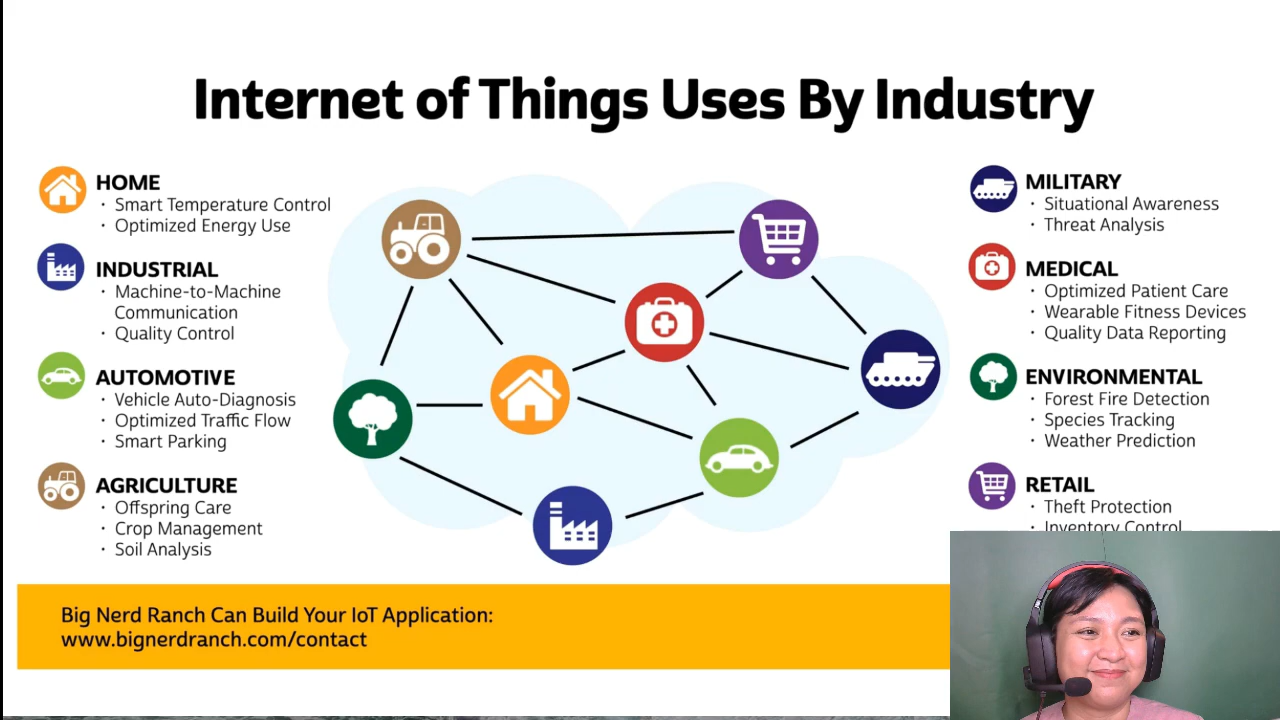 Internet of Things Uses By Industry
HOME
· Smart Temperature Control
· Optimized Energy Use
INDUSTRIAL
· Machine-to-Machine
Communication
· Quality Control
AUTOMOTIVE
· Vehicle Auto-Diagnosis
· Optimized Traffic Flow
· Smart Parking
AGRICULTURE
· Offspring Care
· Crop Management
· Soil Analysis
MILITARY
· Situational Awareness
· Threat Analysis
MEDICAL
· Optimized Patient Care
· Wearable Fitness Devices
· Quality Data Reporting
ENVIRONMENTAL
· Forest Fire Detection
· Species Tracking
· Weather Prediction
RETAIL
· Theft Protection
· Inventory Control
Big Nerd Ranch Can Build Your IoT Application:
www.bignerdranch.com/contact